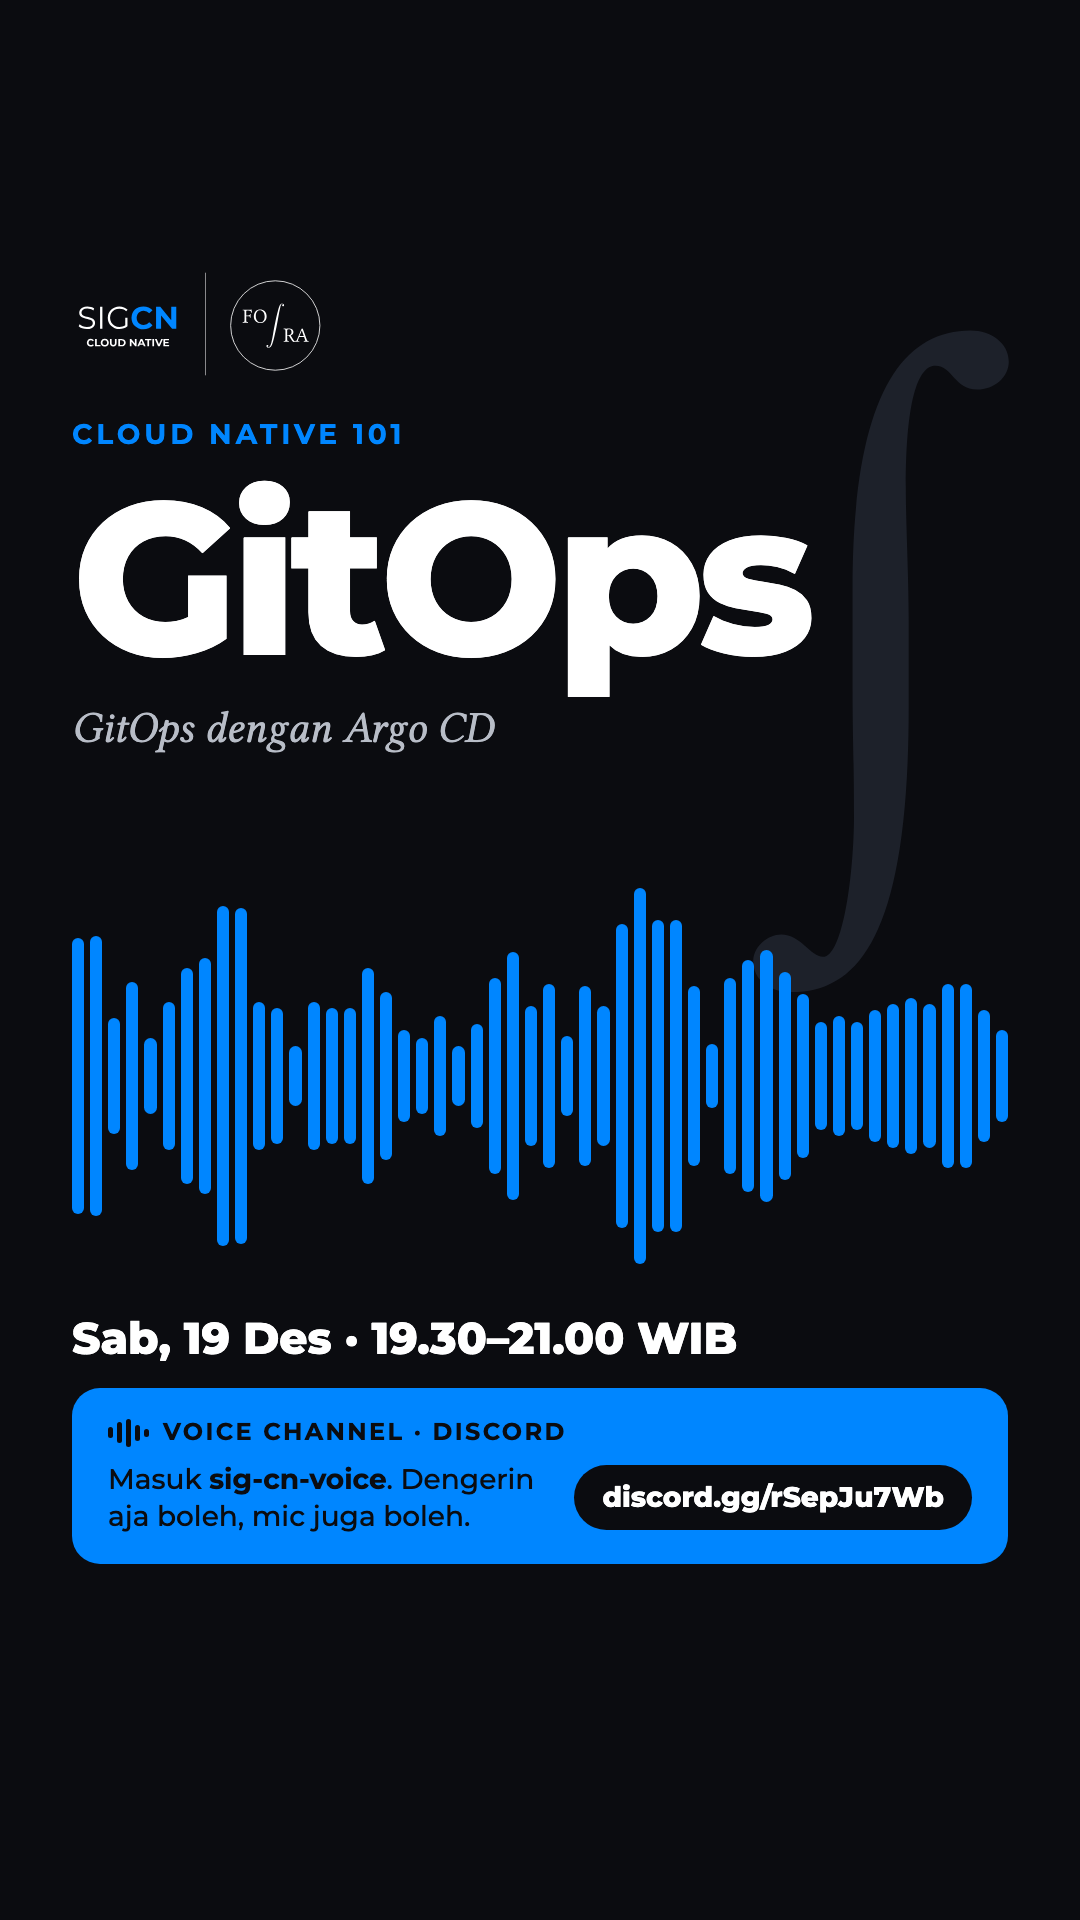 SIGCN
CLOUD NATIVE
FO∫RA
CLOUD NATIVE 101
GitOps
GitOps dengan Argo CD
Sab, 19 Des · 19.30–21.00 WIB
VOICE CHANNEL · DISCORD
Masuk sig-cn-voice. Dengerin
aja boleh, mic juga boleh.
discord.gg/rSepJu7Wb